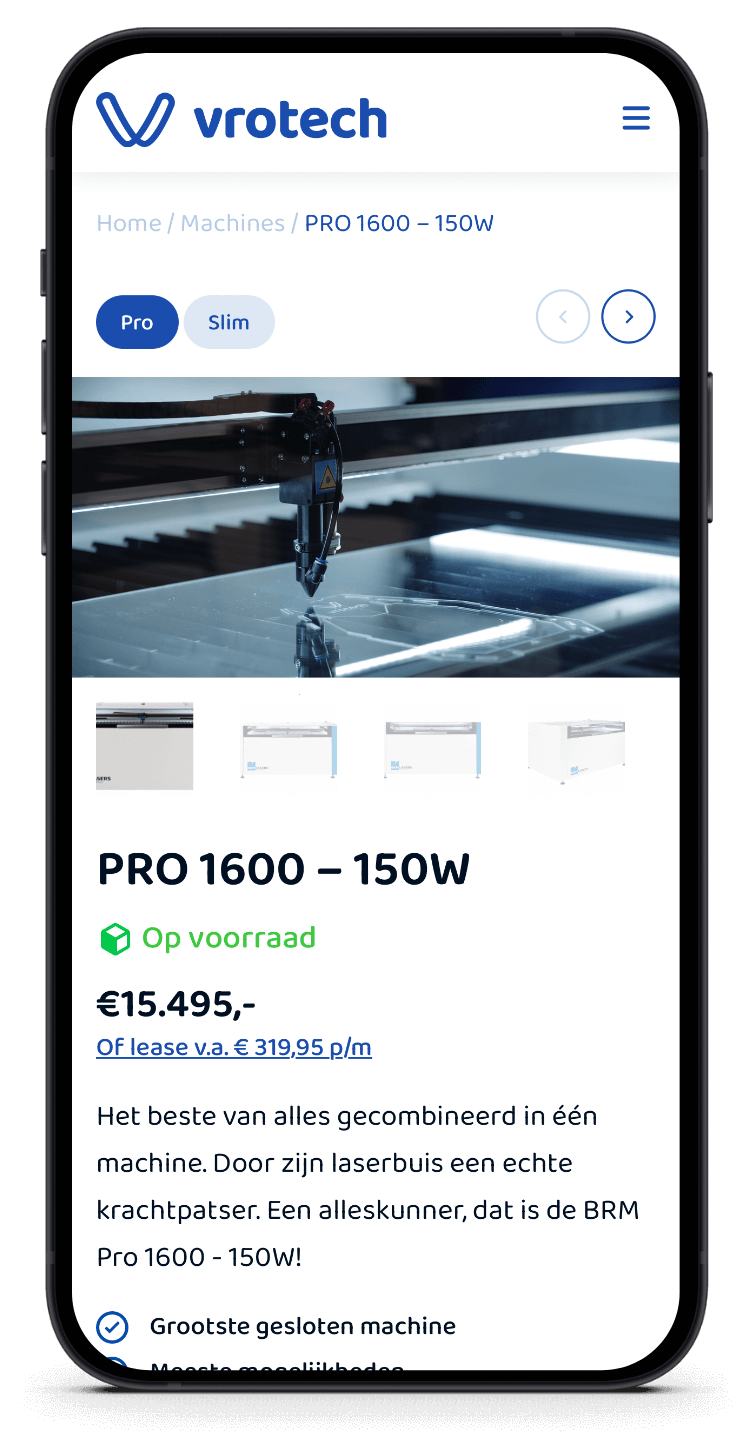 vrotech
Home / Machines / PRO 1600 – 150W
Pro
Slim
PRO 1600 – 150W
Op voorraad
€15.495,-
Of lease v.a. € 319,95 p/m
Het beste van alles gecombineerd in één
machine. Door zijn laserbuis een echte
krachtpatser. Een alleskunner, dat is de BRM
Pro 1600 - 150W!
Grootste gesloten machine
Meeste mogelijkheden